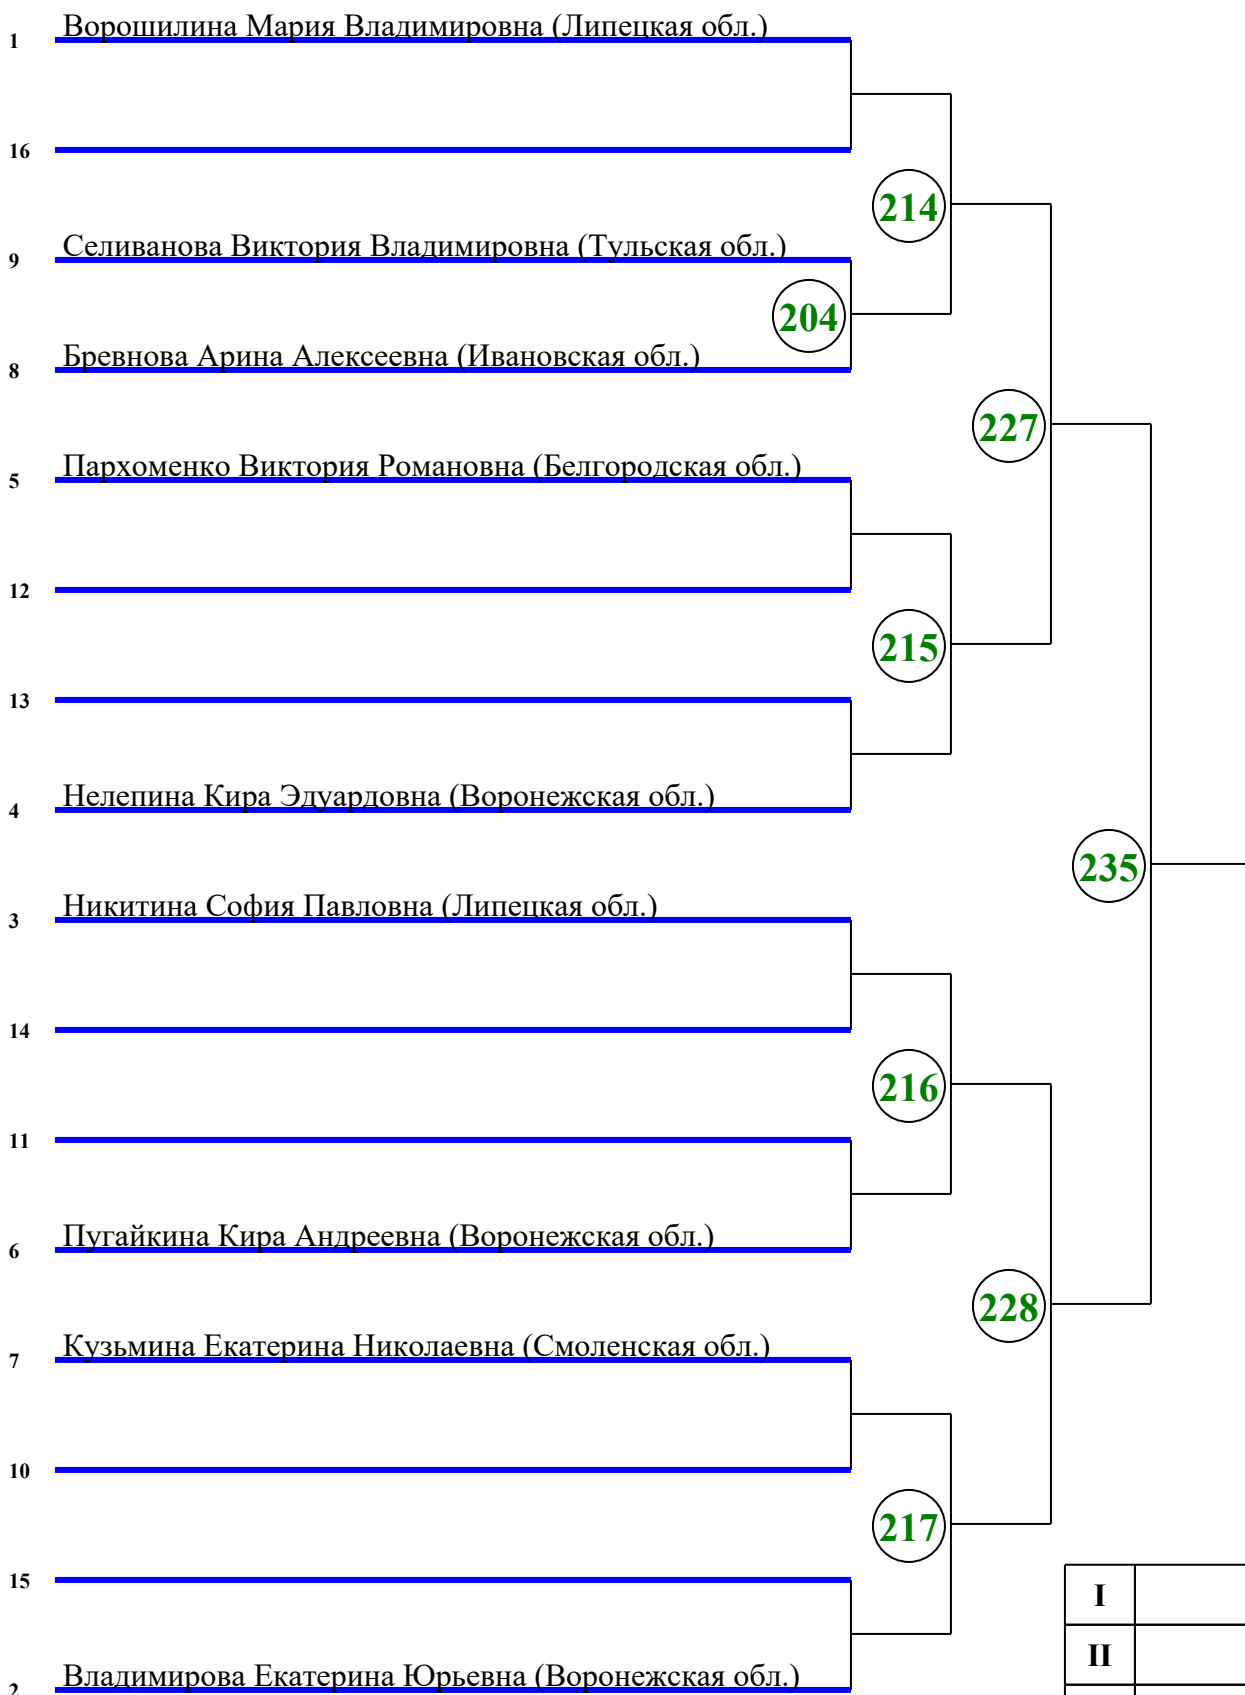 1 Ворошилина Мария Владимировна (Липецкая обл.)
16
214
9 Селиванова Виктория Владимировна (Тульская обл.)
204
8 Бревнова Арина Алексеевна (Ивановская обл.)
227
5 Пархоменко Виктория Романовна (Белгородская обл.)
12
215
13
4 Нелепина Кира Эдуардовна (Воронежская обл.)
235
3 Никитина София Павловна (Липецкая обл.)
14
216
11
6 Пугайкина Кира Андреевна (Воронежская обл.)
228
7 Кузьмина Екатерина Николаевна (Смоленская обл.)
10
217
15
I
II
2 Владимирова Екатерина Юрьевна (Воронежская обл.)